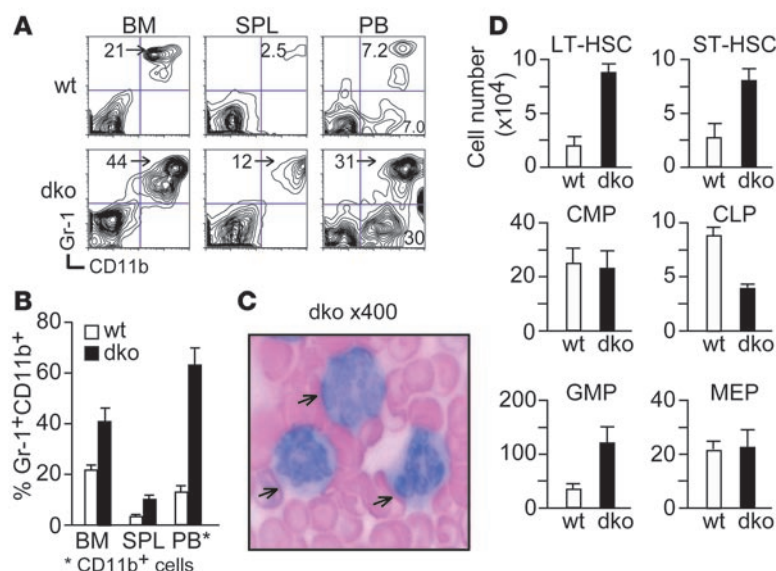 A
BM SPL PB
wt
21 2.5 7.2
7.0
dko
44 12 31
30
Gr-1
CD11b
B
80
60
40
20
0
% Gr-1+CD11b+
wt
dko
BM SPL PB*
* CD11b+ cells
C
dko x400
D
Cell number
(x10⁴)
LT-HSC
10
5
0
wt dko
ST-HSC
10
5
0
wt dko
CMP
40
20
0
wt dko
CLP
10
5
0
wt dko
GMP
200
100
0
wt dko
MEP
40
20
0
wt dko